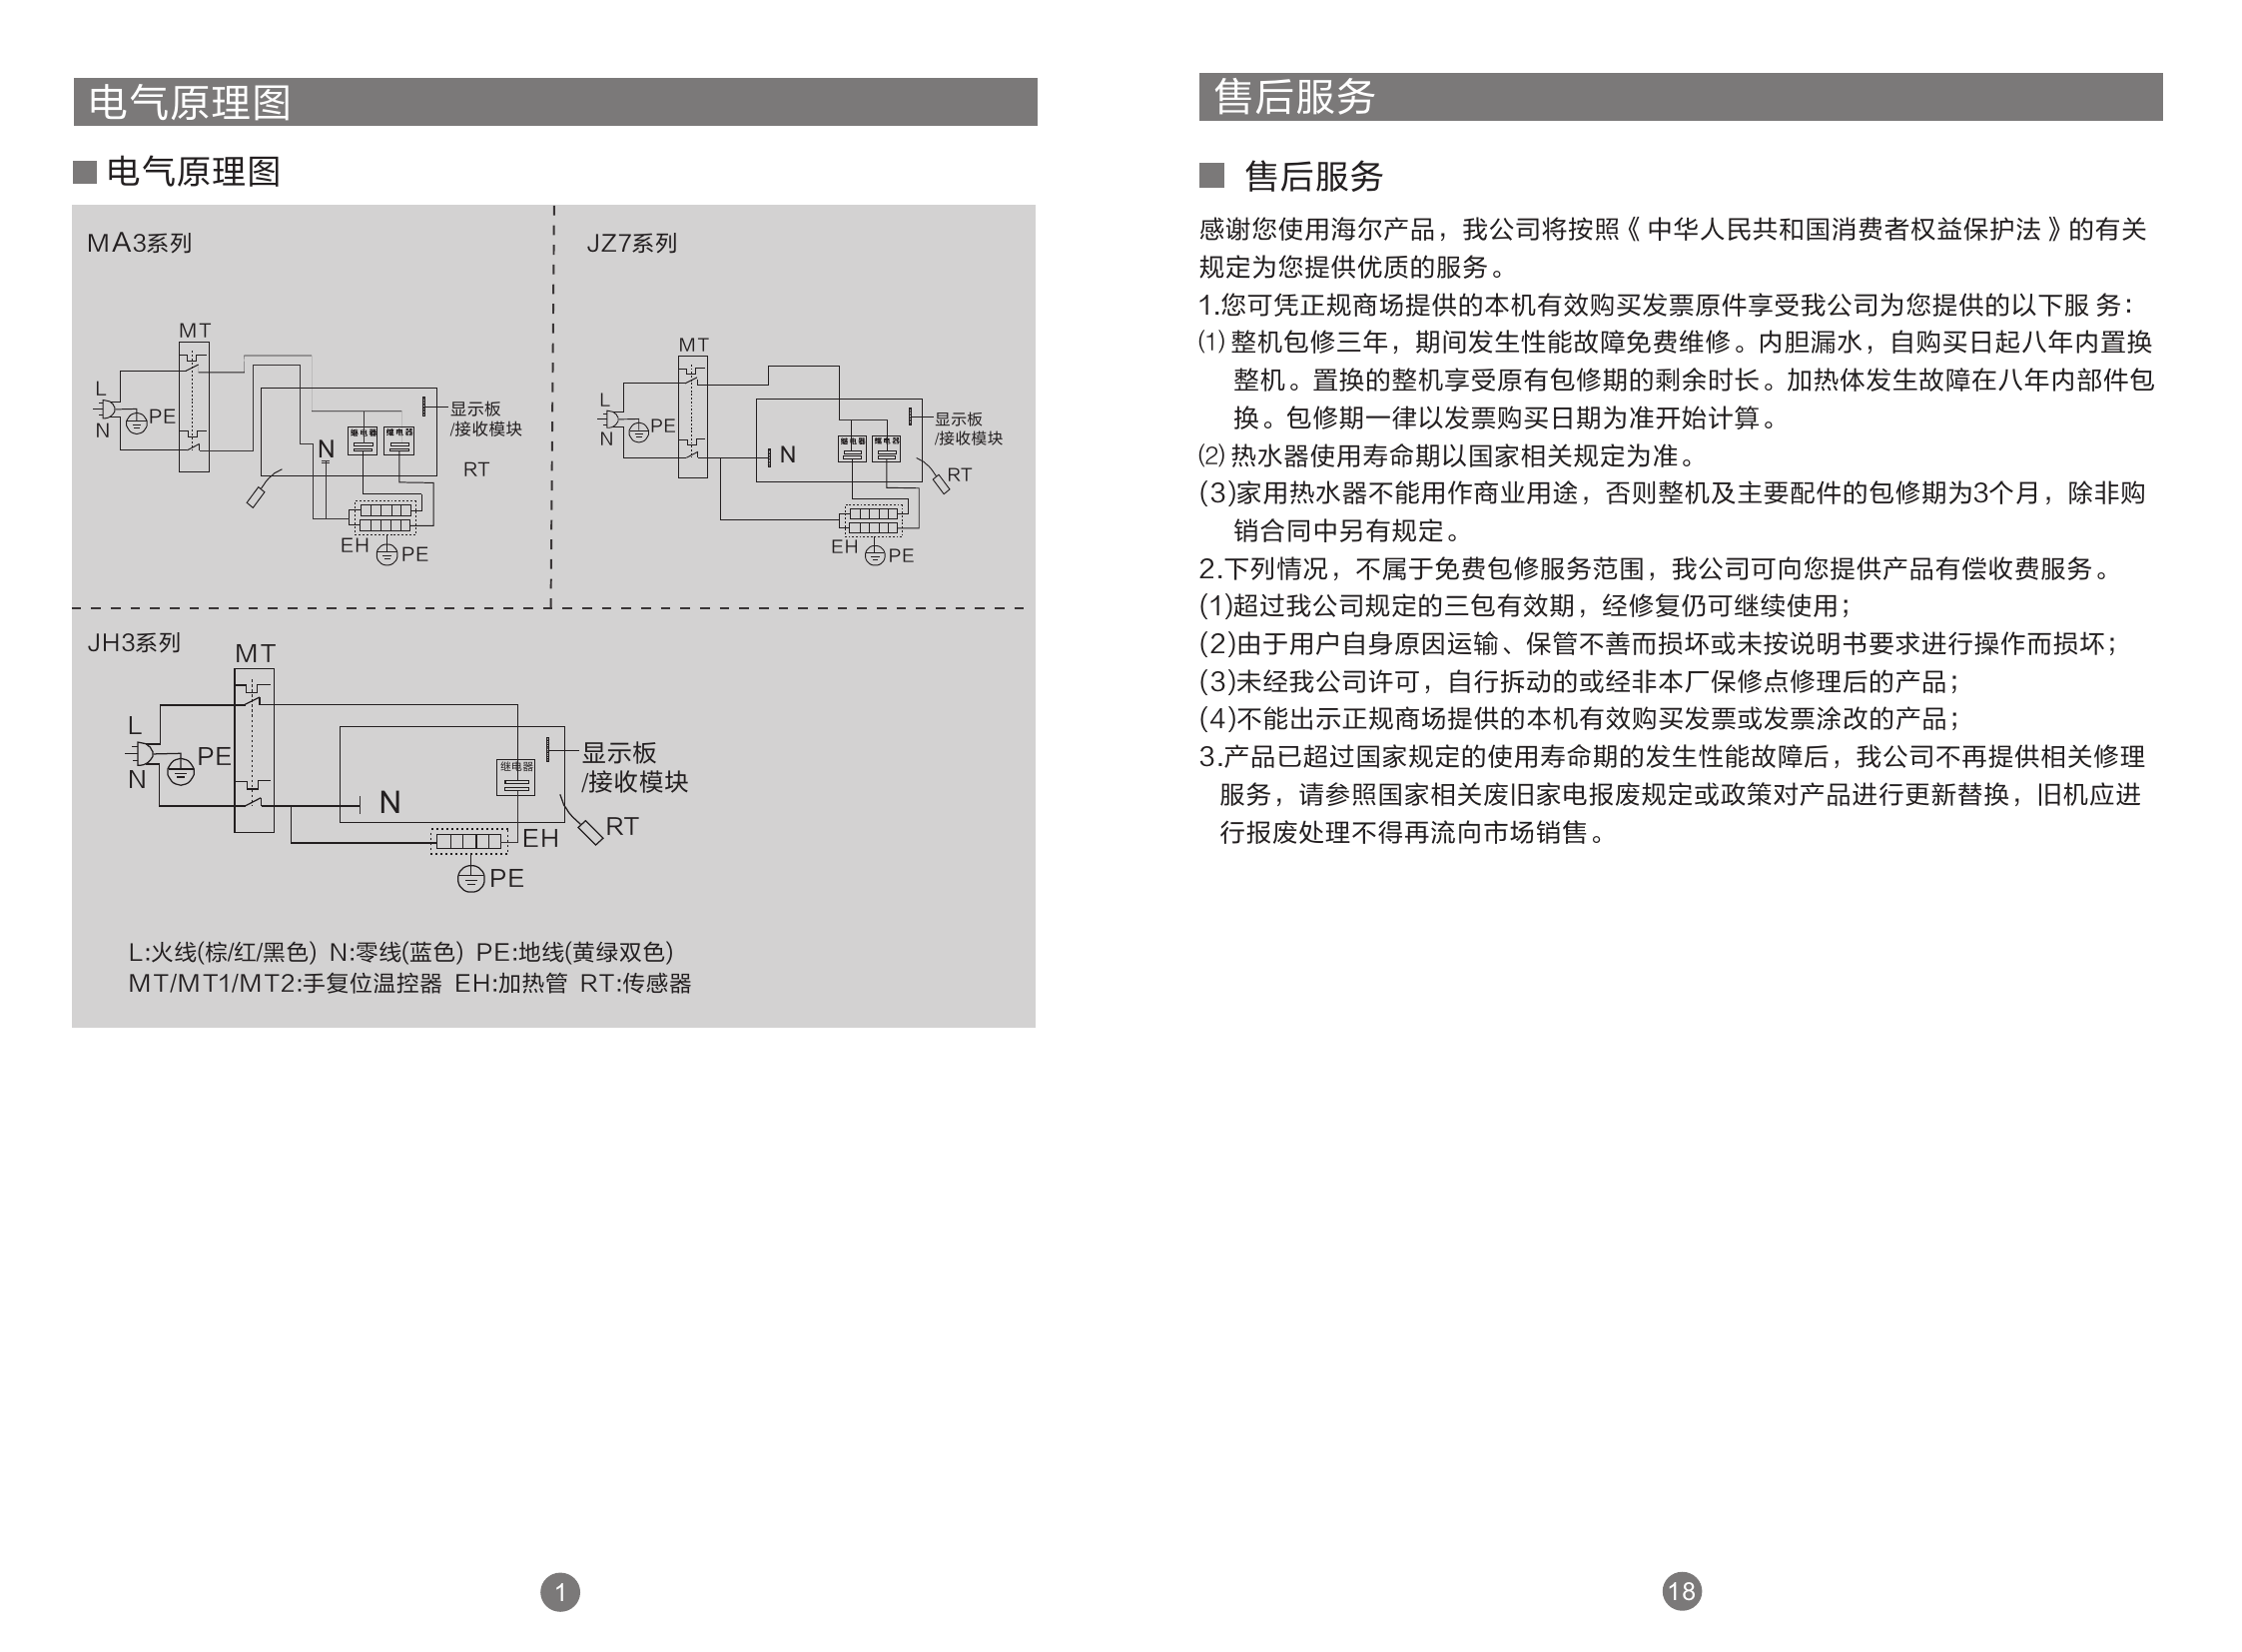 电气原理图
电气原理图
MA3系列
MT
L
N
PE
N
继电器
继电器
显示板
/接收模块
RT
EH
PE
JZ7系列
MT
L
N
PE
N
继电器
继电器
显示板
/接收模块
RT
EH
PE
JH3系列
MT
L
N
PE
N
继电器
显示板
/接收模块
RT
EH
PE
L:火线(棕/红/黑色) N:零线(蓝色) PE:地线(黄绿双色)
MT/MT1/MT2:手复位温控器 EH:加热管 RT:传感器
1
售后服务
售后服务
感谢您使用海尔产品，我公司将按照《中华人民共和国消费者权益保护法》的有关
规定为您提供优质的服务。
1.您可凭正规商场提供的本机有效购买发票原件享受我公司为您提供的以下服 务：
⑴ 整机包修三年，期间发生性能故障免费维修。内胆漏水，自购买日起八年内置换
整机。置换的整机享受原有包修期的剩余时长。加热体发生故障在八年内部件包
换。包修期一律以发票购买日期为准开始计算。
⑵ 热水器使用寿命期以国家相关规定为准。
(3)家用热水器不能用作商业用途，否则整机及主要配件的包修期为3个月，除非购
销合同中另有规定。
2.下列情况，不属于免费包修服务范围，我公司可向您提供产品有偿收费服务。
(1)超过我公司规定的三包有效期，经修复仍可继续使用；
(2)由于用户自身原因运输、保管不善而损坏或未按说明书要求进行操作而损坏；
(3)未经我公司许可，自行拆动的或经非本厂保修点修理后的产品；
(4)不能出示正规商场提供的本机有效购买发票或发票涂改的产品；
3.产品已超过国家规定的使用寿命期的发生性能故障后，我公司不再提供相关修理
服务，请参照国家相关废旧家电报废规定或政策对产品进行更新替换，旧机应进
行报废处理不得再流向市场销售。
18